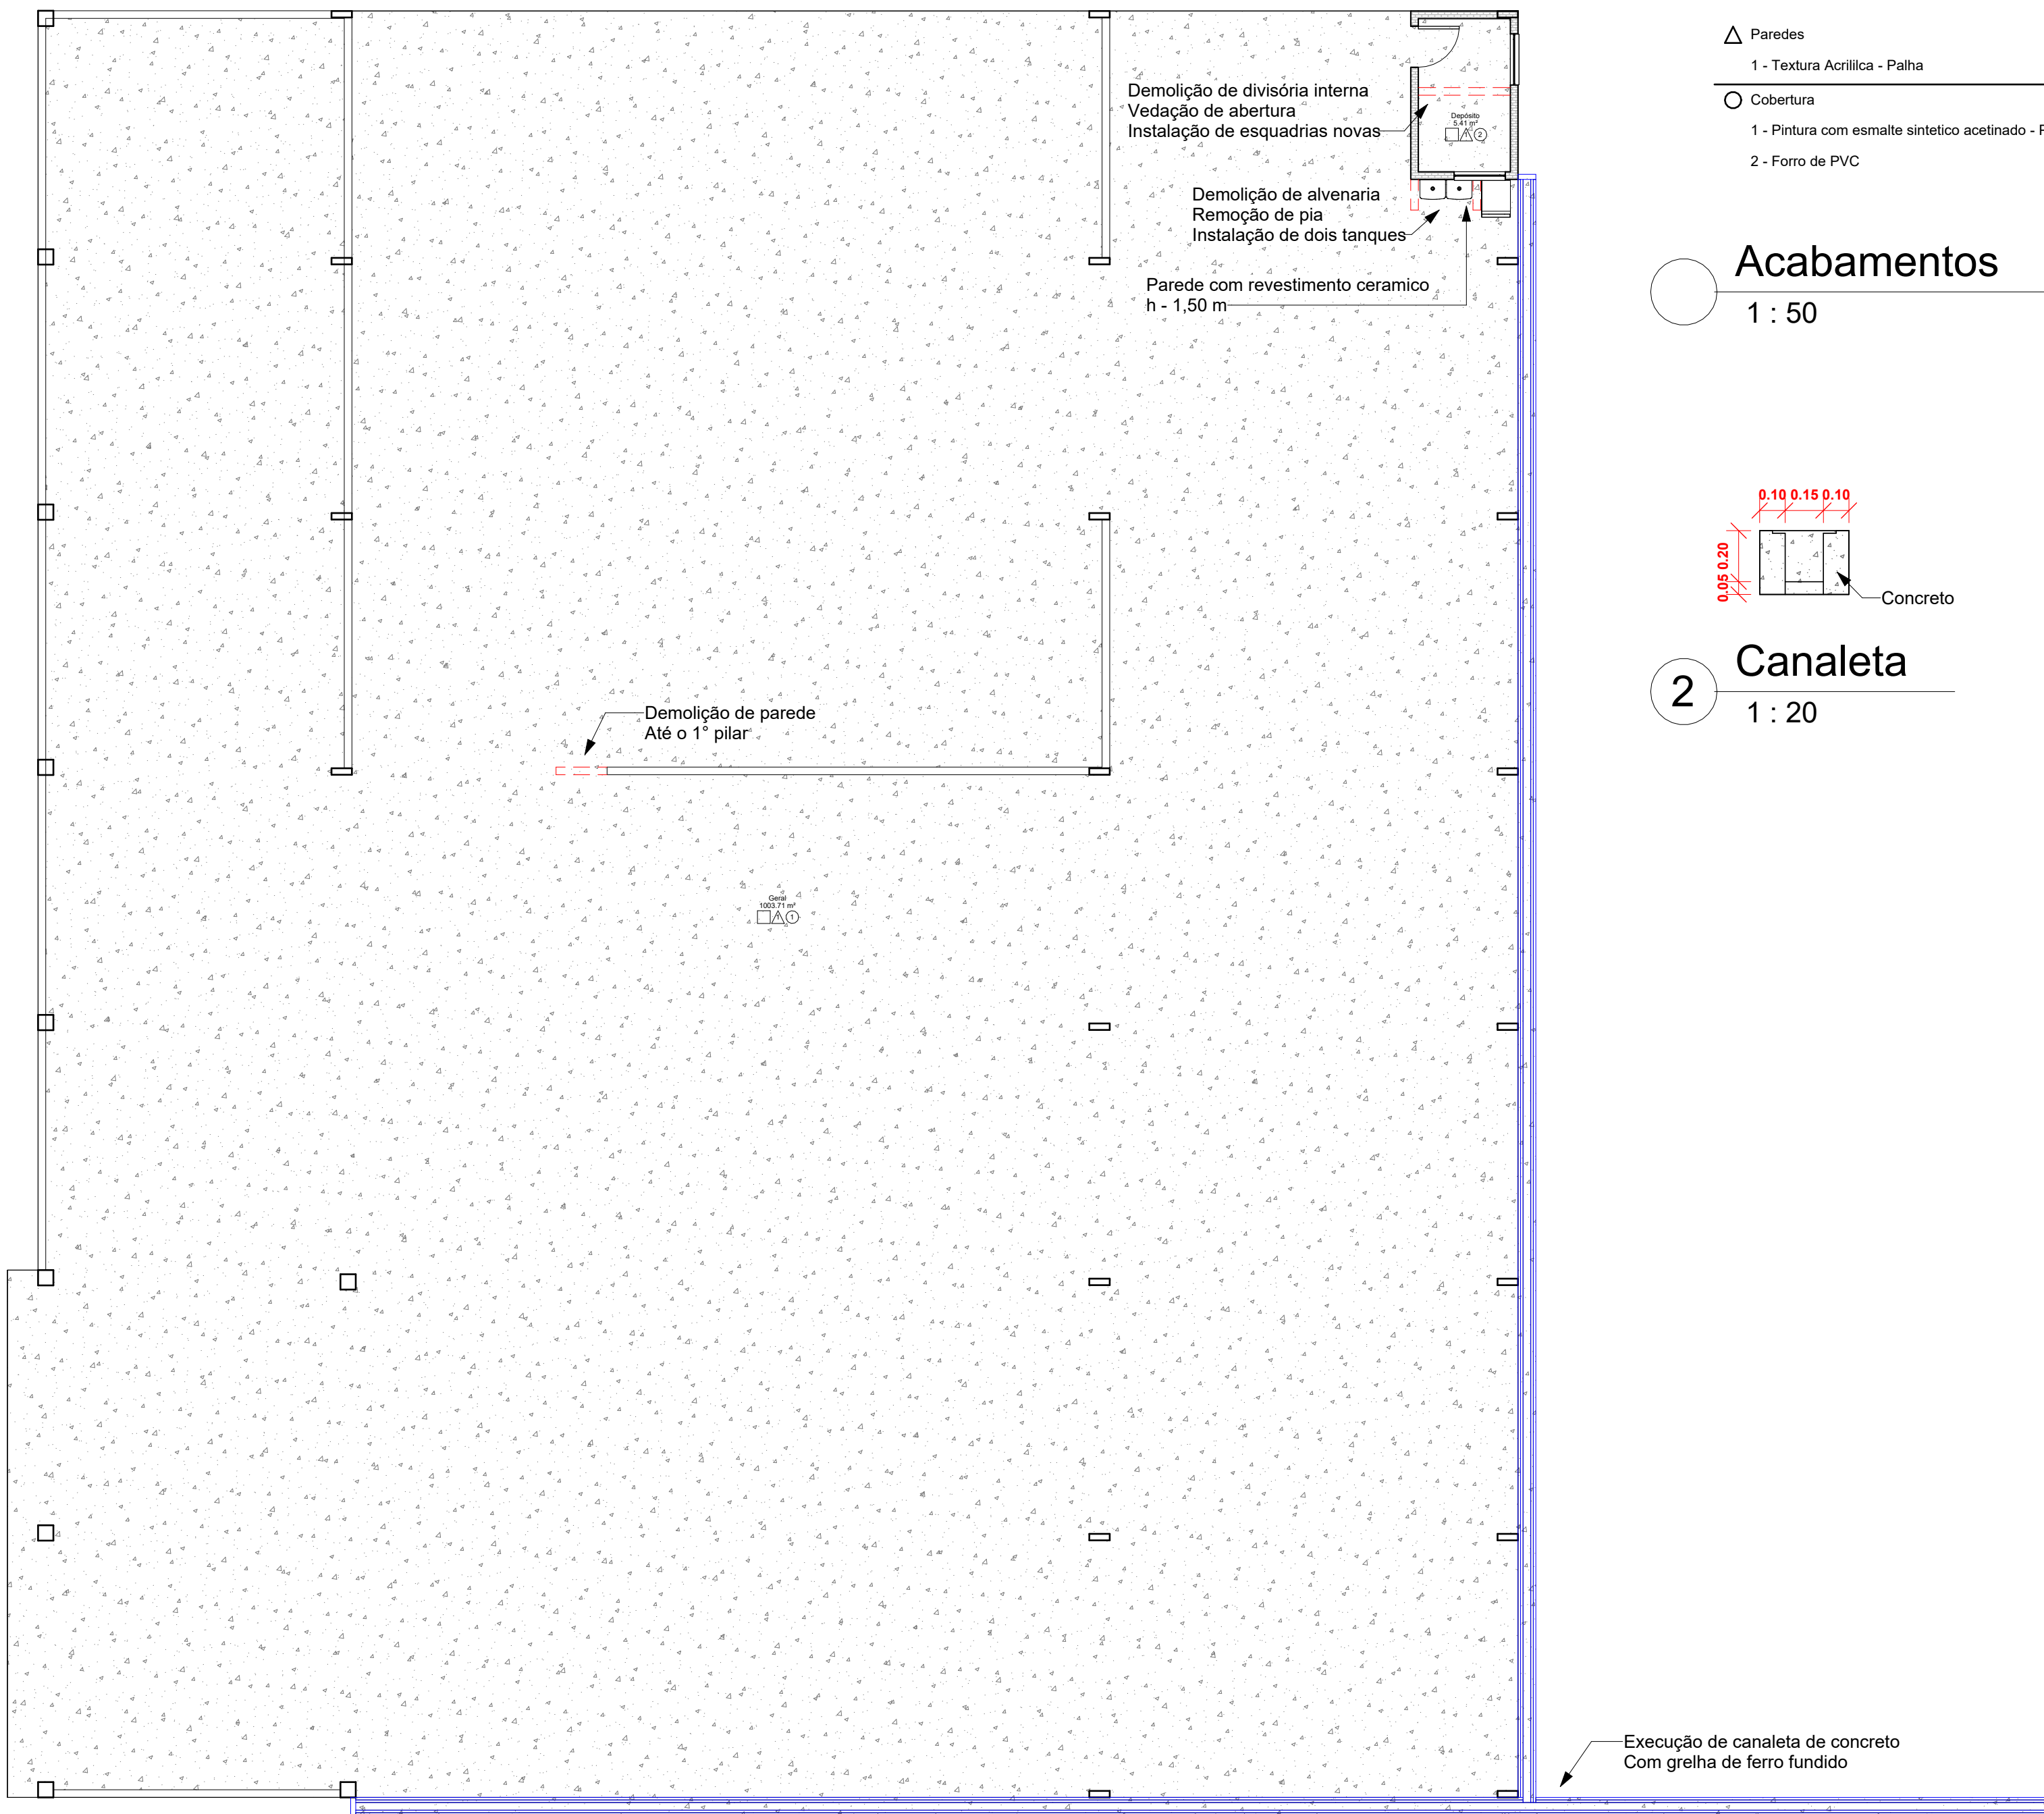 Paredes
1 - Textura Acrililca - Palha
Cobertura
1 - Pintura com esmalte sintetico acetinado -
2 - Forro de PVC
Acabamentos
1 : 50
Demolição de divisória interna
Vedação de abertura
Instalação de esquadrias novas
Depósito
5.41 m²
1 2
Demolição de alvenaria
Remoção de pia
Instalação de dois tanques
Parede com revestimento ceramico
h - 1,50 m
0.10 0.15 0.10
0.05 0.20
Concreto
2
Canaleta
1 : 20
Demolição de parede
Até o 1° pilar
Geral
1003.71 m²
1 1
Execução de canaleta de concreto
Com grelha de ferro fundido